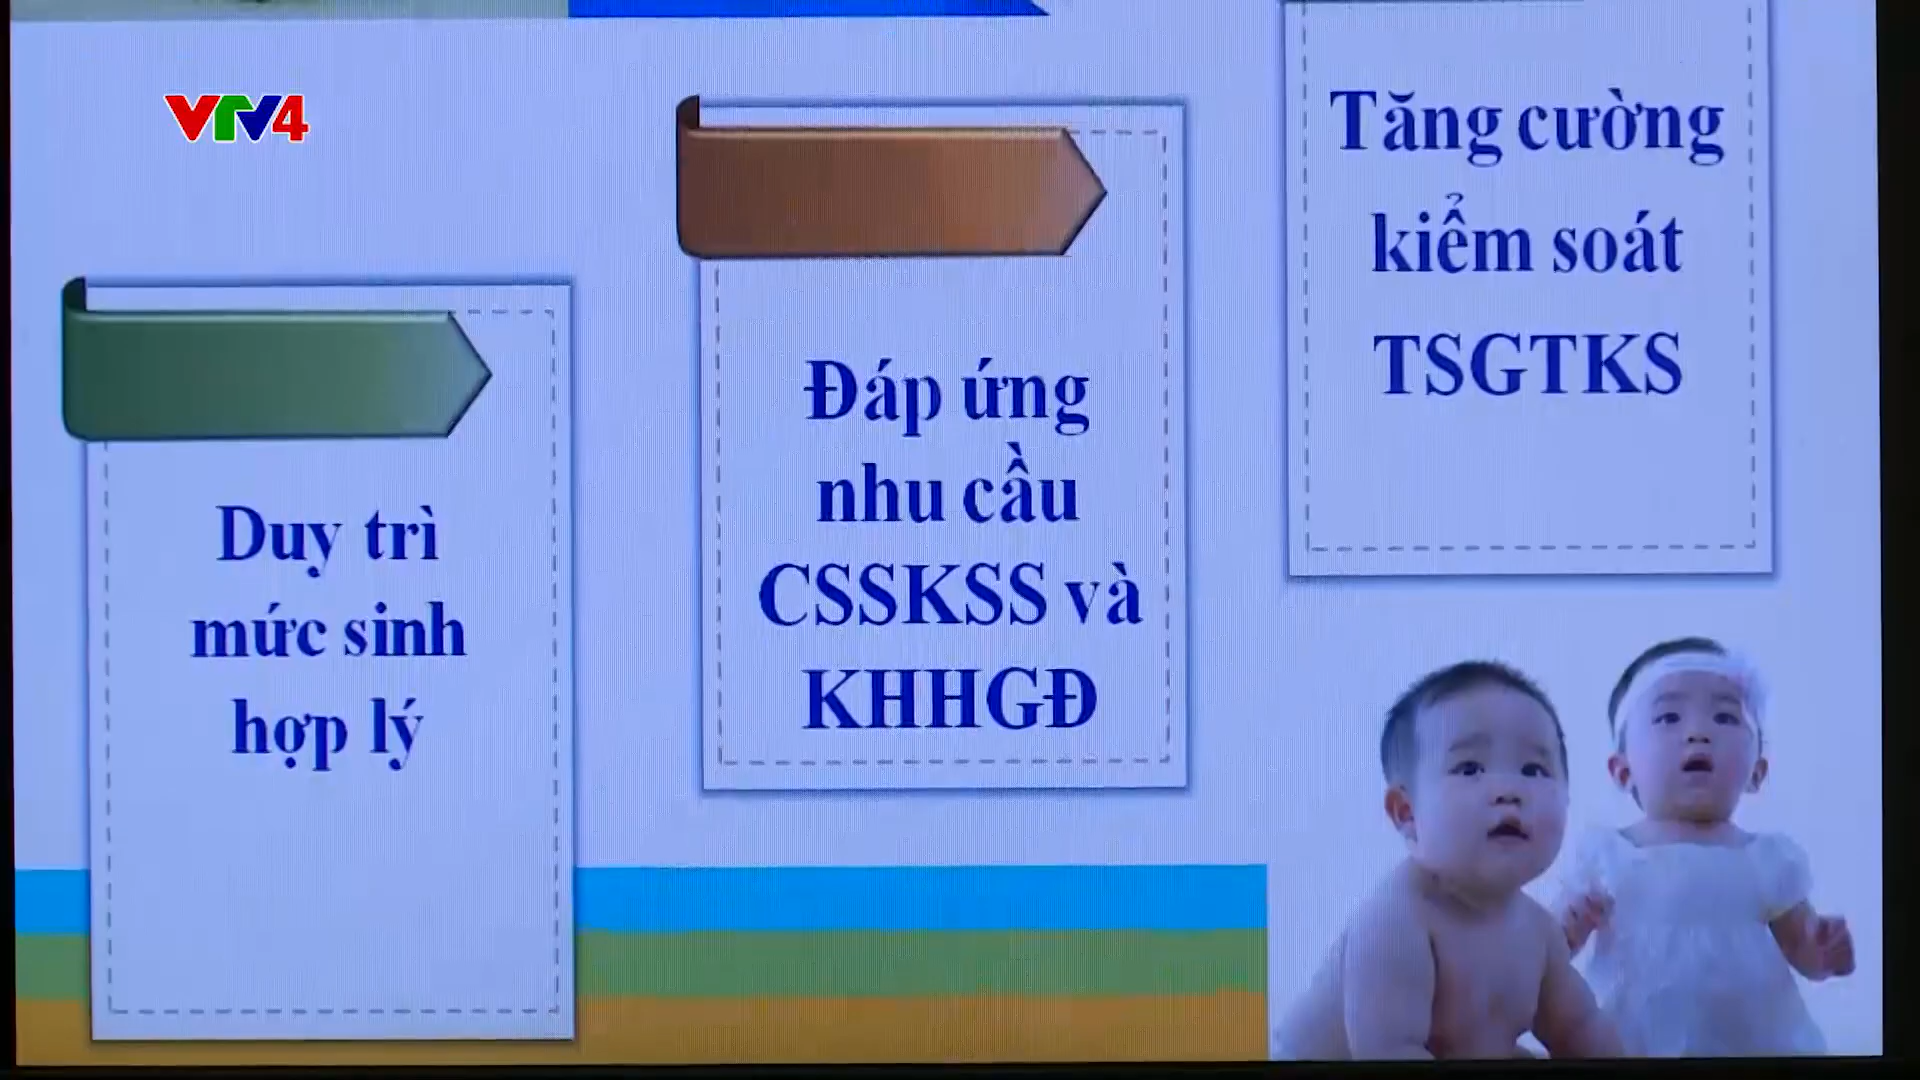 VTV4
Duy trì
mức sinh
hợp lý
Đáp ứng
nhu cầu
CSSKSS và
KHHGĐ
Tăng cường
kiểm soát
TSGTKS